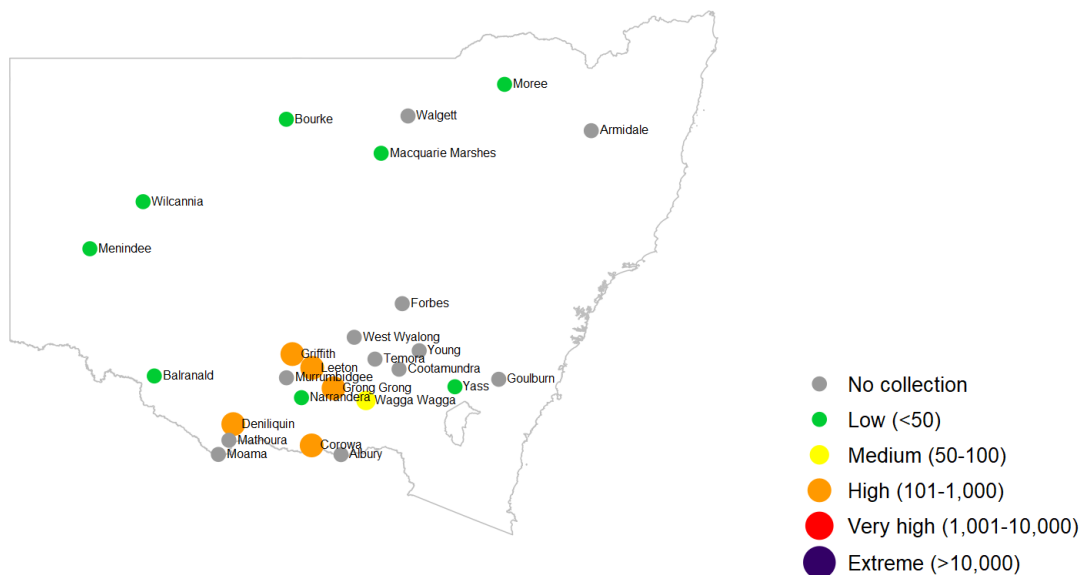 Moree
Walgett
Bourke
Armidale
Macquarie Marshes
Wilcannia
Menindee
Forbes
West Wyalong
Griffith
Young
Temora
Leeton
Cootamundra
Balranald
Murrumbidgee
Goulburn
Grong Grong
Yass
Narrandera
Wagga Wagga
Deniliquin
Mathoura
Corowa
Moama
Albury
No collection
Low (<50)
Medium (50-100)
High (101-1,000)
Very high (1,001-10,000)
Extreme (>10,000)